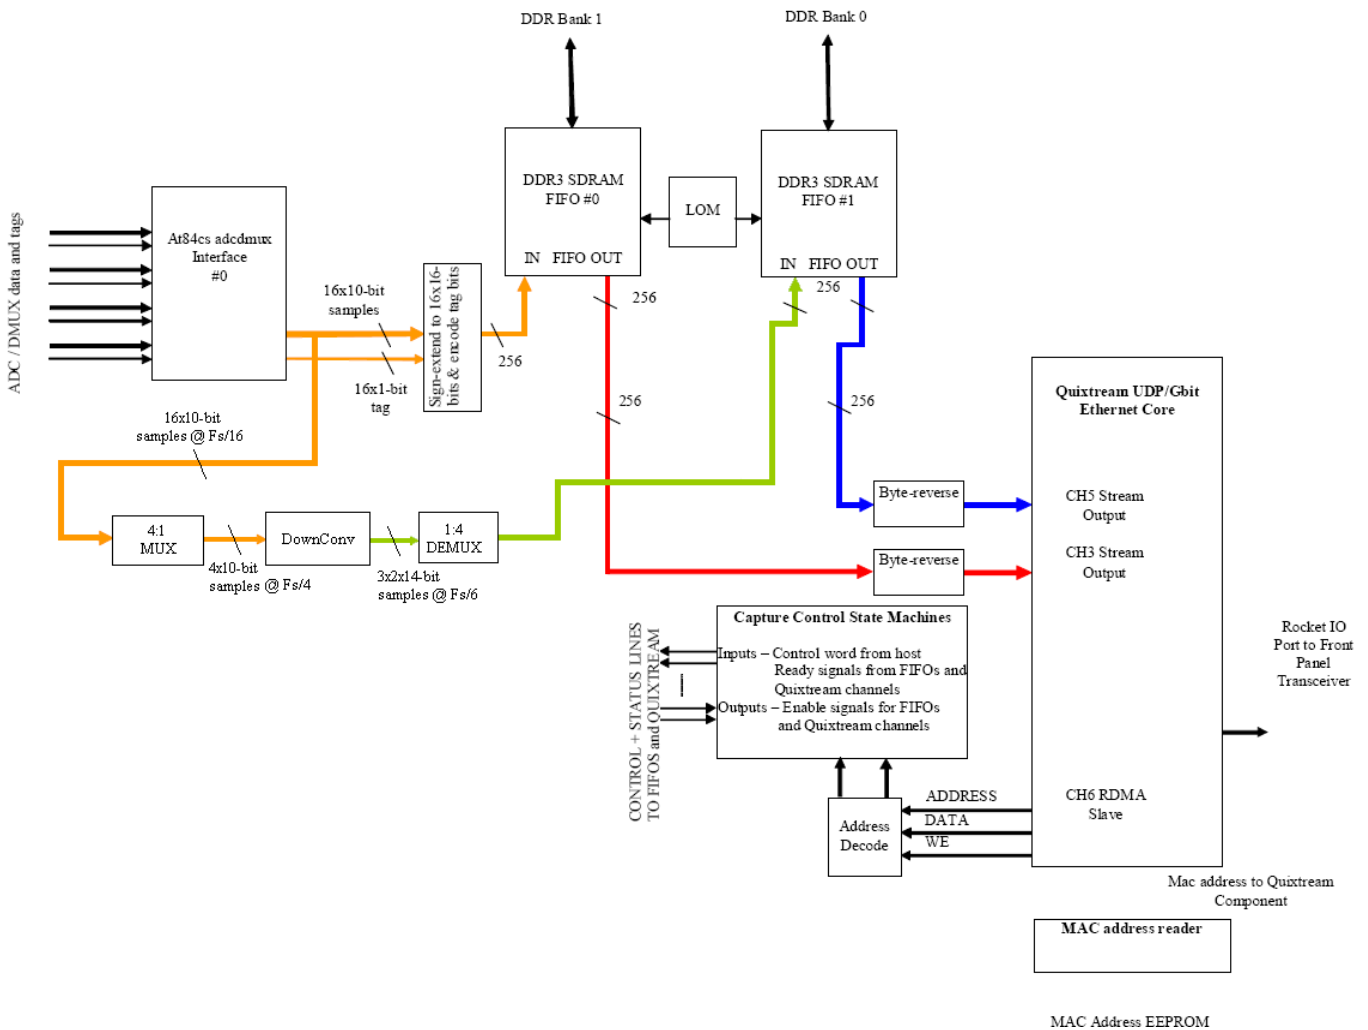 DDR Bank 1
DDR Bank 0
DDR3 SDRAM
FIFO #0
IN FIFO OUT
LOM
DDR3 SDRAM
FIFO #1
IN FIFO OUT
ADC / DMUX data and tags
At84cs adcdmux
Interface
#0
16x10-bit
samples
16x1-bit
tag
Sign-extend to 16x16-
bits & encode tag bits
256
256
256
256
256
16x10-bit
samples @ Fs/16
4:1
MUX
4x10-bit
samples @ Fs/4
DownConv
3x2x14-bit
samples @ Fs/6
1:4
DEMUX
Byte-reverse
Byte-reverse
Quixtream UDP/Gbit
Ethernet Core
CH5 Stream
Output
CH3 Stream
Output
CH6 RDMA
Slave
Rocket IO
Port to Front
Panel
Transceiver
CONTROL + STATUS LINES
TO FIFOS and QUIXTREAM
Capture Control State Machines
Inputs – Control word from host
Ready signals from FIFOs and
Quixtream channels
Outputs – Enable signals for FIFOs
and Quixtream channels
Address
Decode
ADDRESS
DATA
WE
Mac address to Quixtream
Component
MAC address reader
MAC Address EEPROM